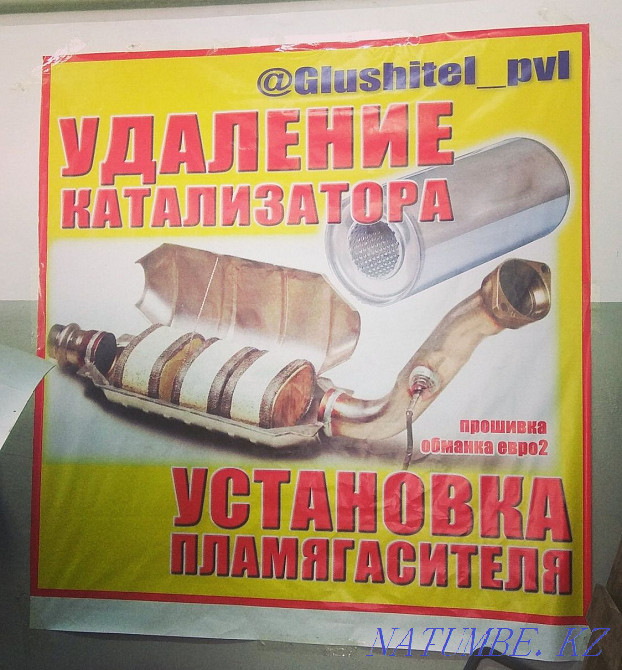 @Glushitel_pvl
УДАЛЕНИЕ
КАТАЛИЗАТОРА
прошивка
обманка евро2
УСТАНОВКА
ПЛАМЯГАСИТЕЛЯ
NATUMBE.KZ